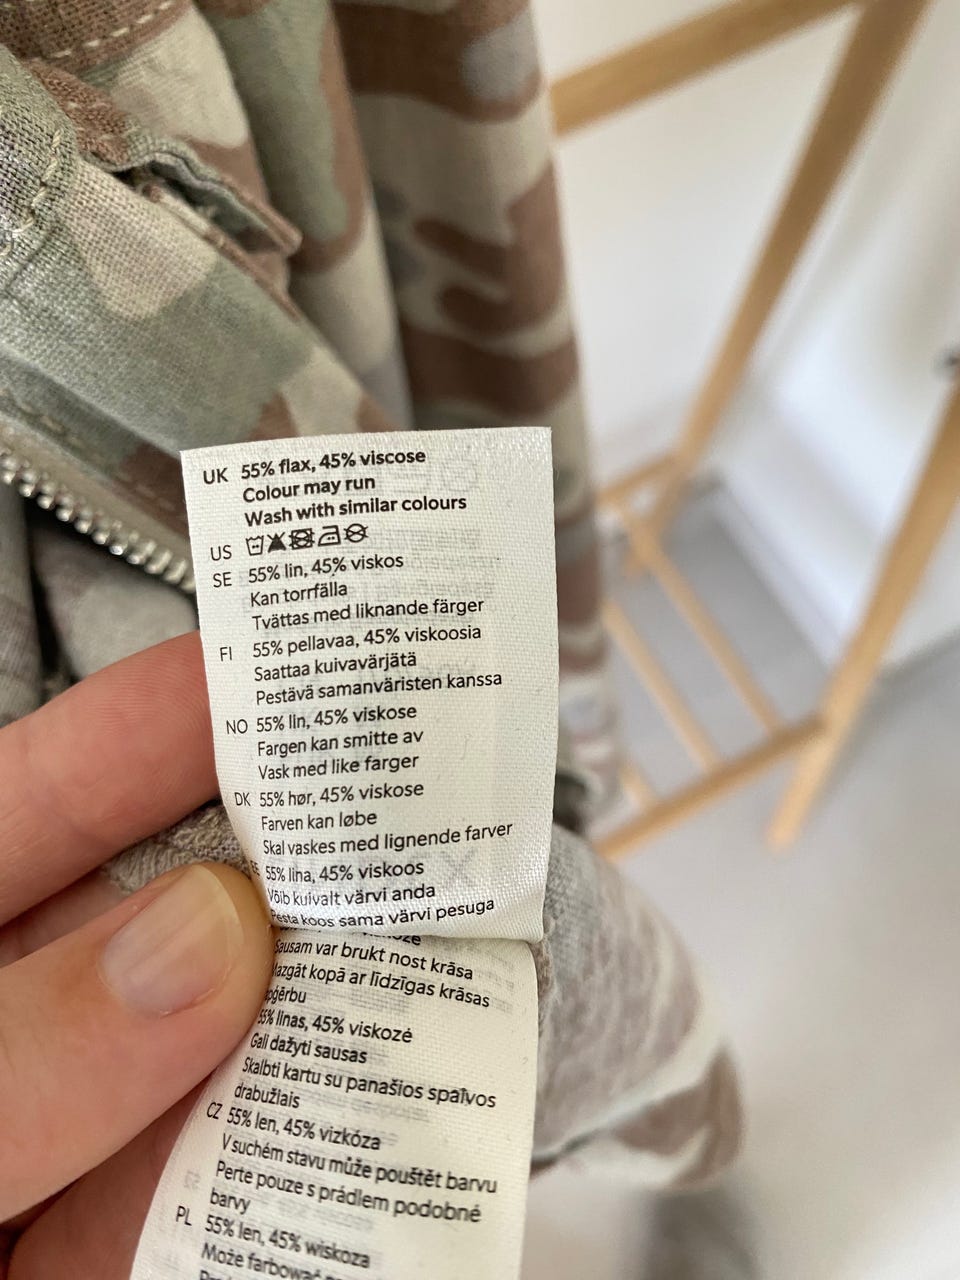 UK 55% flax, 45% viscose
Colour may run
Wash with similar colours
US
SE 55% lin, 45% viskos
Kan torrfälla
Tvättas med liknande färger
FI 55% pellavaa, 45% viskoosia
Saattaa kuivavärjätä
Pestävä samanväristen kanssa
NO 55% lin, 45% viskose
Fargen kan smitte av
Vask med like farger
DK 55% hør, 45% viskose
Farven kan løbe
Skal vaskes med lignende farver
55% lina, 45% viskoos
Võib kuivalt värvi anda
Pesta koos sama värvi pesuga
Sausam var brukt nost krāsa
Mazgāt kopā ar līdzīgas krāsas
apģērbu
55% linas, 45% viskozė
Gali dažyti sausas
Skalbti kartu su panašios spalvos
drabužiais
CZ 55% len, 45% vizkóza
V suchém stavu může pouštět barvu
Perte pouze s prádlem podobné
barvy
PL 55% len, 45% wiskoza
Może farbować